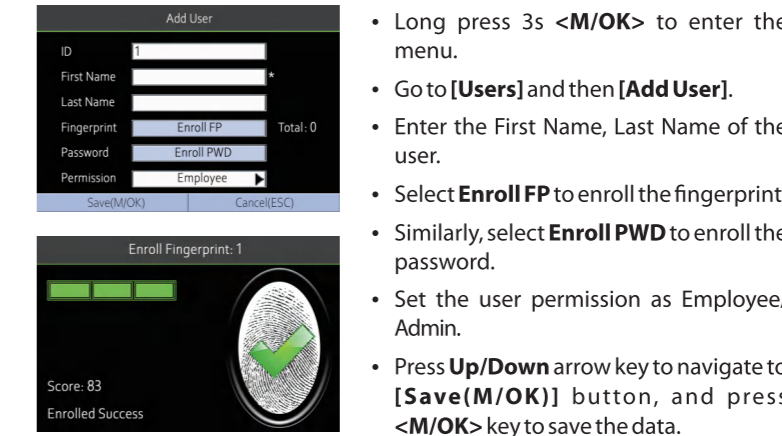 Add User
ID 1
First Name *
Last Name
Fingerprint Enroll FP Total: 0
Password Enroll PWD
Permission Employee
Save(M/OK) Cancel(ESC)
Enroll Fingerprint: 1
Score: 83
Enrolled Success
• Long press 3s <M/OK> to enter the
menu.
• Go to [Users] and then [Add User].
• Enter the First Name, Last Name of the
user.
• Select Enroll FP to enroll the fingerprint
• Similarly, select Enroll PWD to enroll the
password.
• Set the user permission as Employee/
Admin.
• Press Up/Down arrow key to navigate to
[Save(M/OK)] button, and press
<M/OK> key to save the data.